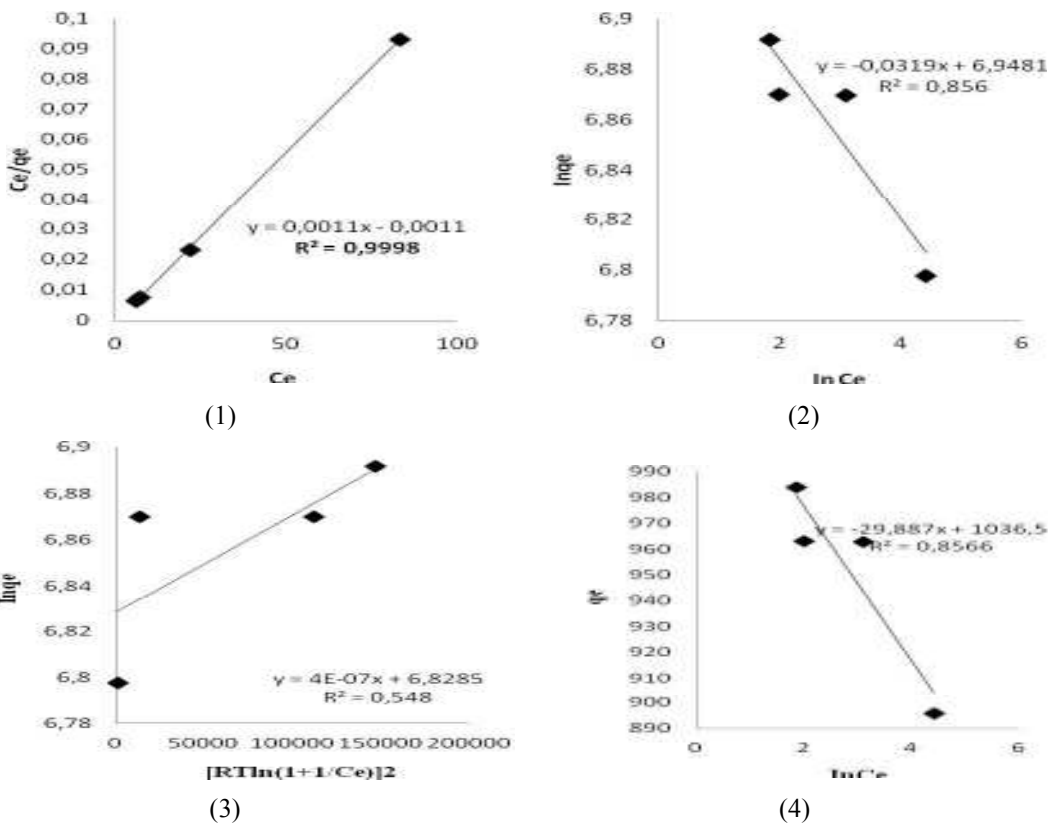 0,1
0,09
0,08
0,07
0,06
0,05
0,04
0,03
0,02
0,01
0
Ce/qe
y = 0,0011x - 0,0011
R² = 0,9998
0 50 100
Ce
(1)
6,9
6,88
6,86
6,84
6,82
6,8
6,78
lnqe
y = -0,0319x + 6,9481
R² = 0,856
0 2 4 6
ln Ce
(2)
6,9
6,88
6,86
6,84
6,82
6,8
6,78
lnqe
y = 4E-07x + 6,8285
R² = 0,548
0 50000 100000 150000 200000
[RTln(1+1/Ce)]2
(3)
990
980
970
960
950
940
930
920
910
900
890
qe
y = -29,887x + 1036,5
R² = 0,8566
0 2 4 6
lnCe
(4)